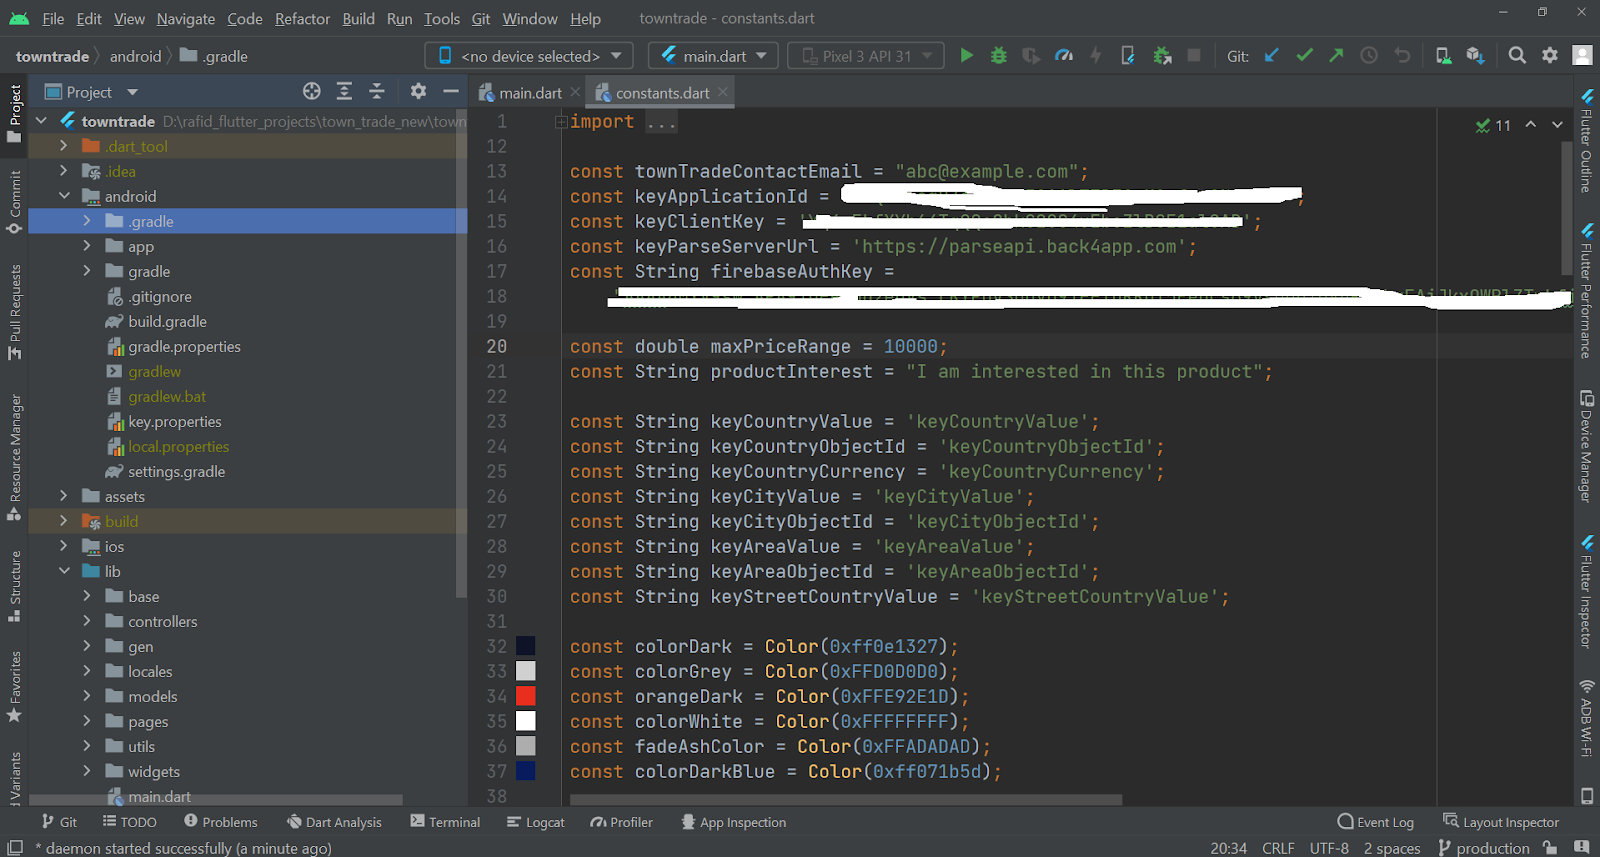 File Edit View Navigate Code Refactor Build Run Tools Git Window Help towntrade - constants.dart
towntrade android .gradle <no device selected> main.dart Pixel 3 API 31 Git:
Project
main.dart constants.dart
towntrade D:\rafid_flutter_projects\town_trade_new\town
.dart_tool
.idea
android
.gradle
app
gradle
.gitignore
build.gradle
gradle.properties
gradlew
gradlew.bat
key.properties
local.properties
settings.gradle
assets
build
ios
lib
base
controllers
gen
locales
models
pages
utils
widgets
main.dart
1 import ...
11
12
13 const townTradeContactEmail = "abc@example.com";
14 const keyApplicationId = ;
15 const keyClientKey = ';
16 const keyParseServerUrl = 'https://parseapi.back4app.com';
17 const String firebaseAuthKey =
18
19
20 const double maxPriceRange = 10000;
21 const String productInterest = "I am interested in this product";
22
23 const String keyCountryValue = 'keyCountryValue';
24 const String keyCountryObjectId = 'keyCountryObjectId';
25 const String keyCountryCurrency = 'keyCountryCurrency';
26 const String keyCityValue = 'keyCityValue';
27 const String keyCityObjectId = 'keyCityObjectId';
28 const String keyAreaValue = 'keyAreaValue';
29 const String keyAreaObjectId = 'keyAreaObjectId';
30 const String keyStreetCountryValue = 'keyStreetCountryValue';
31
32 const colorDark = Color(0xff0e1327);
33 const colorGrey = Color(0xFFD0D0D0);
34 const orangeDark = Color(0xFFE92E1D);
35 const colorWhite = Color(0xFFFFFFFF);
36 const fadeAshColor = Color(0xFFADADAD);
37 const colorDarkBlue = Color(0xff071b5d);
38
Project
Commit
Pull Requests
Resource Manager
Structure
Favorites
d Variants
Flutter Outline
Flutter Performance
Device Manager
Flutter Inspector
ADB Wi-Fi
Git TODO Problems Dart Analysis Terminal Logcat Profiler App Inspection Event Log Layout Inspector
* daemon started successfully (a minute ago) 20:34 CRLF UTF-8 2 spaces production